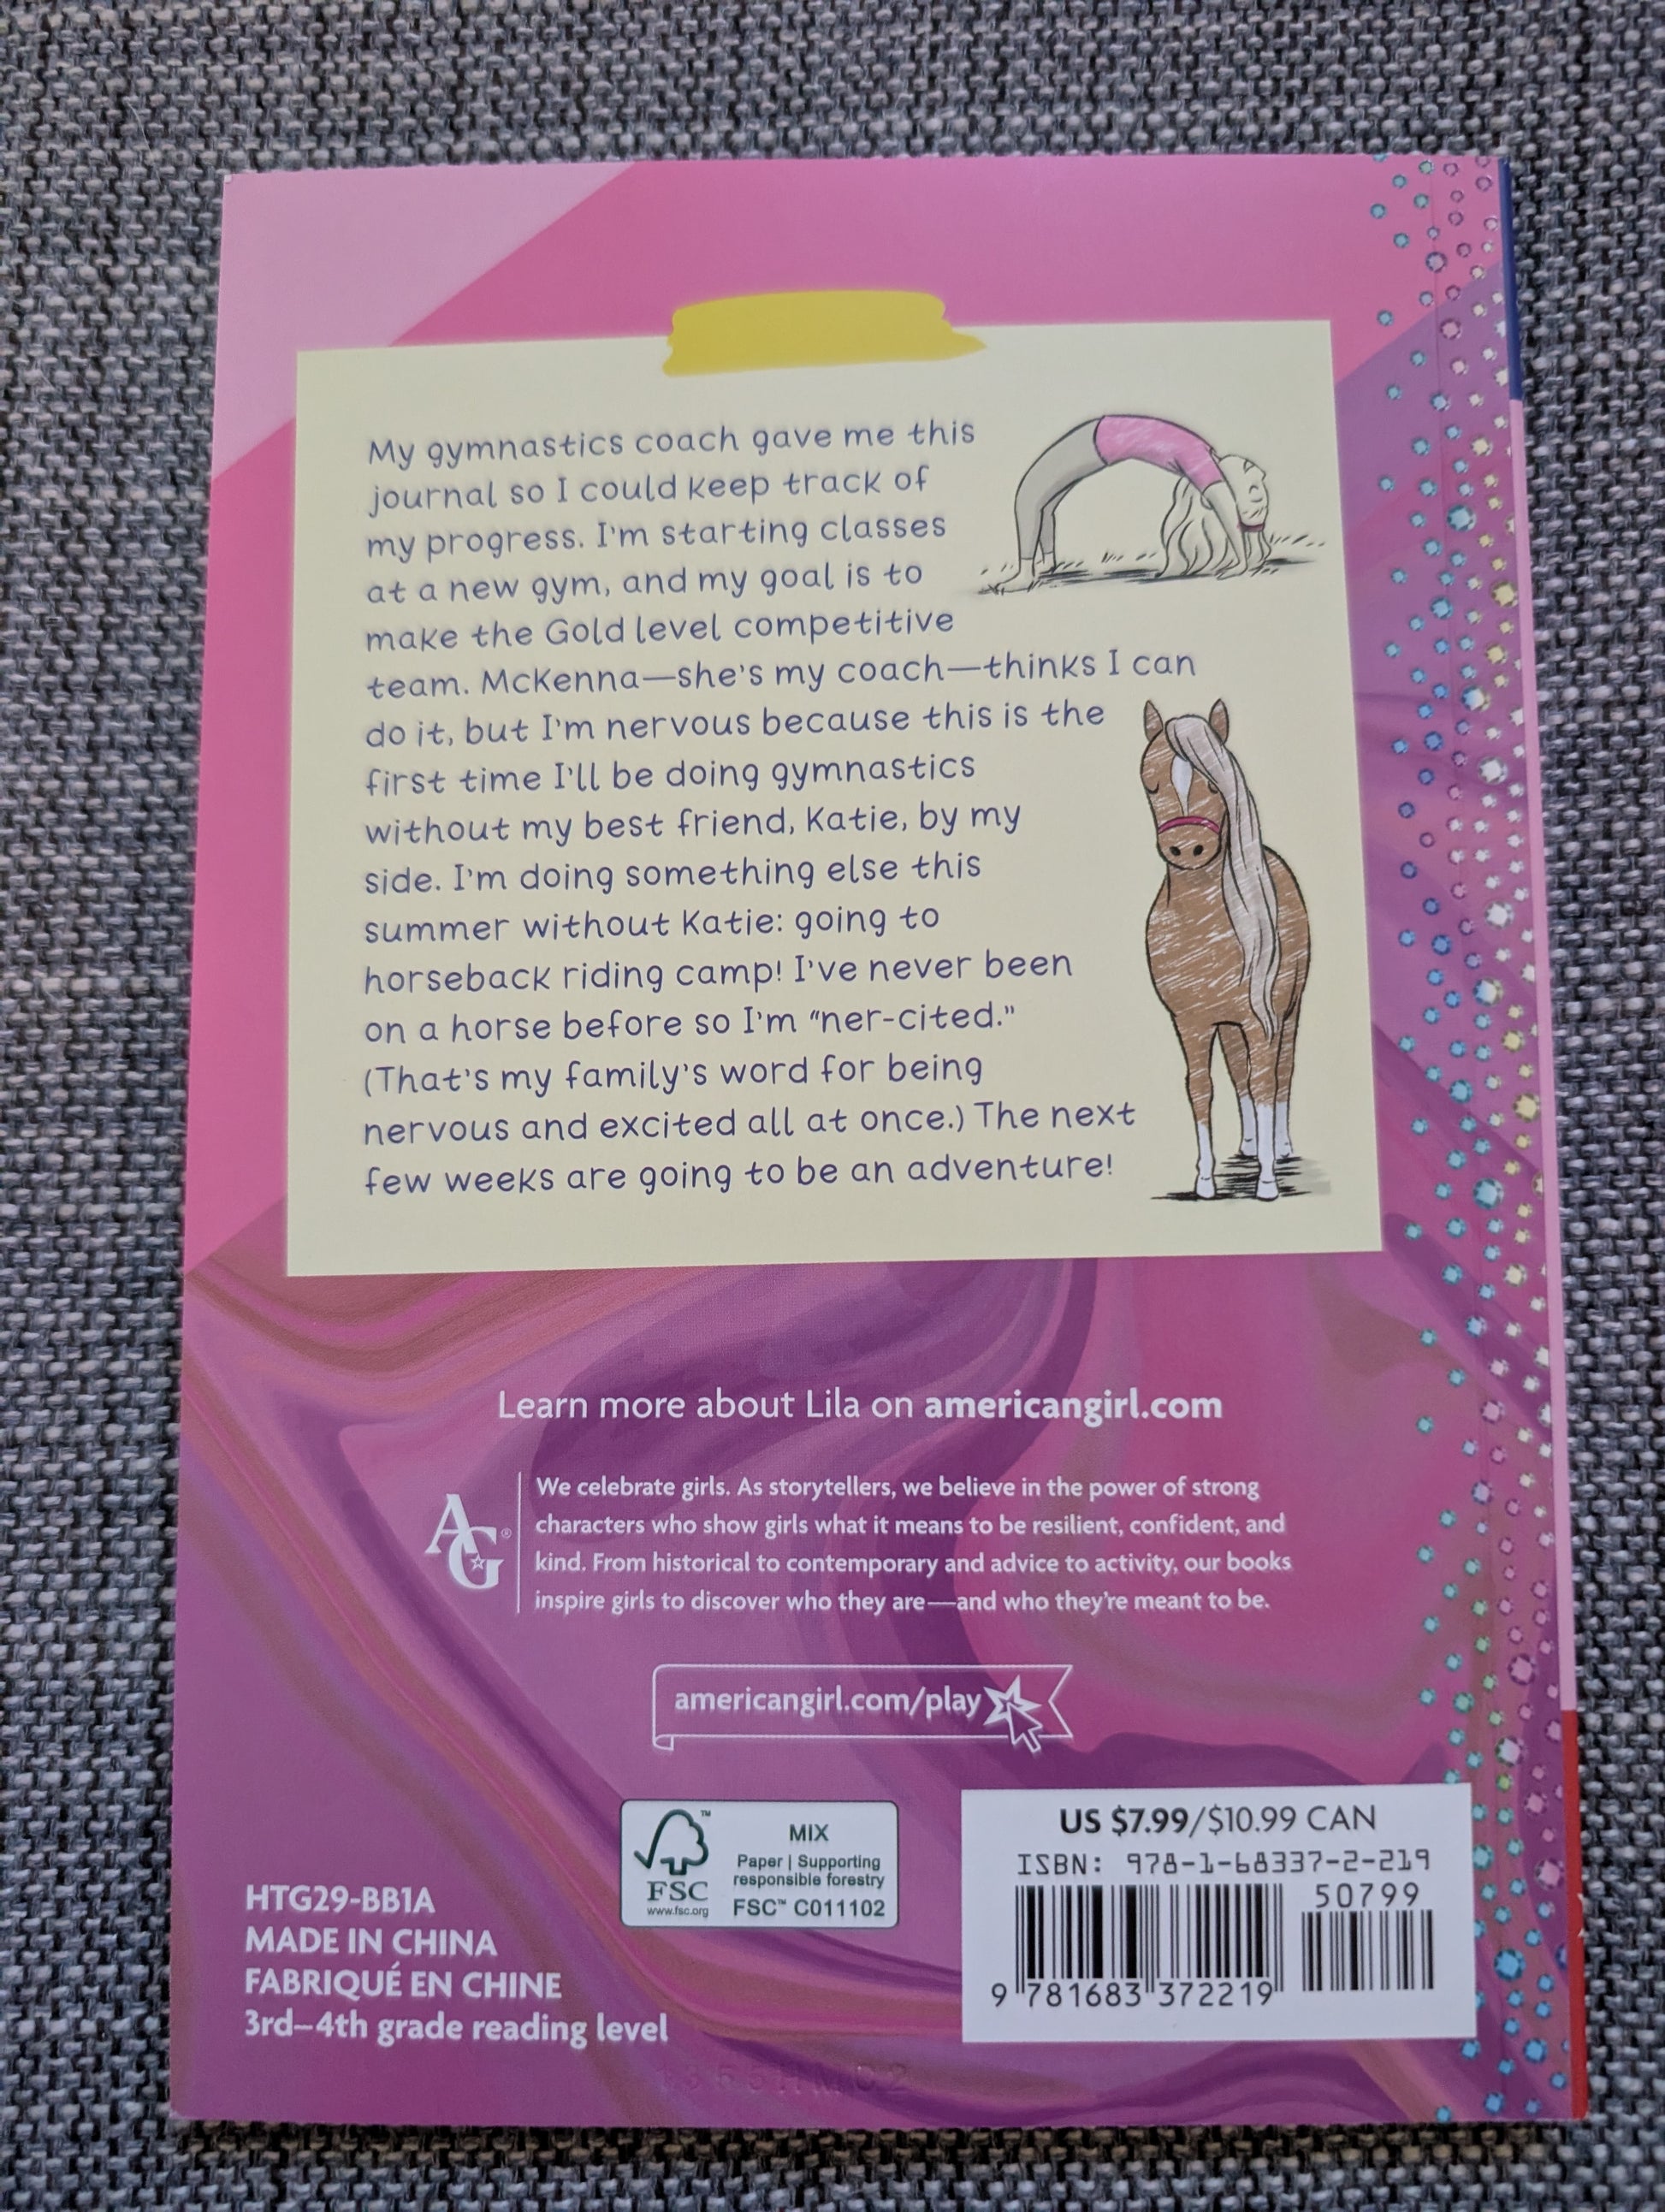 My gymnastics coach gave me this
journal so I could keep track of
my progress. I'm starting classes
at a new gym, and my goal is to
make the Gold level competitive
team. McKenna—she's my coach—thinks I can
do it, but I'm nervous because this is the
first time I'll be doing gymnastics
without my best friend, Katie, by my
side. I'm doing something else this
summer without Katie: going to
horseback riding camp! I've never been
on a horse before so I'm "ner-cited."
(That's my family's word for being
nervous and excited all at once.) The next
few weeks are going to be an adventure!
Learn more about Lila on americangirl.com
AG®
We celebrate girls. As storytellers, we believe in the power of strong
characters who show girls what it means to be resilient, confident, and
kind. From historical to contemporary and advice to activity, our books
inspire girls to discover who they are—and who they're meant to be.
americangirl.com/play
HTG29-BB1A
MADE IN CHINA
FABRIQUÉ EN CHINE
3rd–4th grade reading level
™
FSC
www.fsc.org
MIX
Paper | Supporting
responsible forestry
FSC™ C011102
US $7.99/$10.99 CAN
ISBN: 978-1-68337-2-219
50799
9 781683 372219